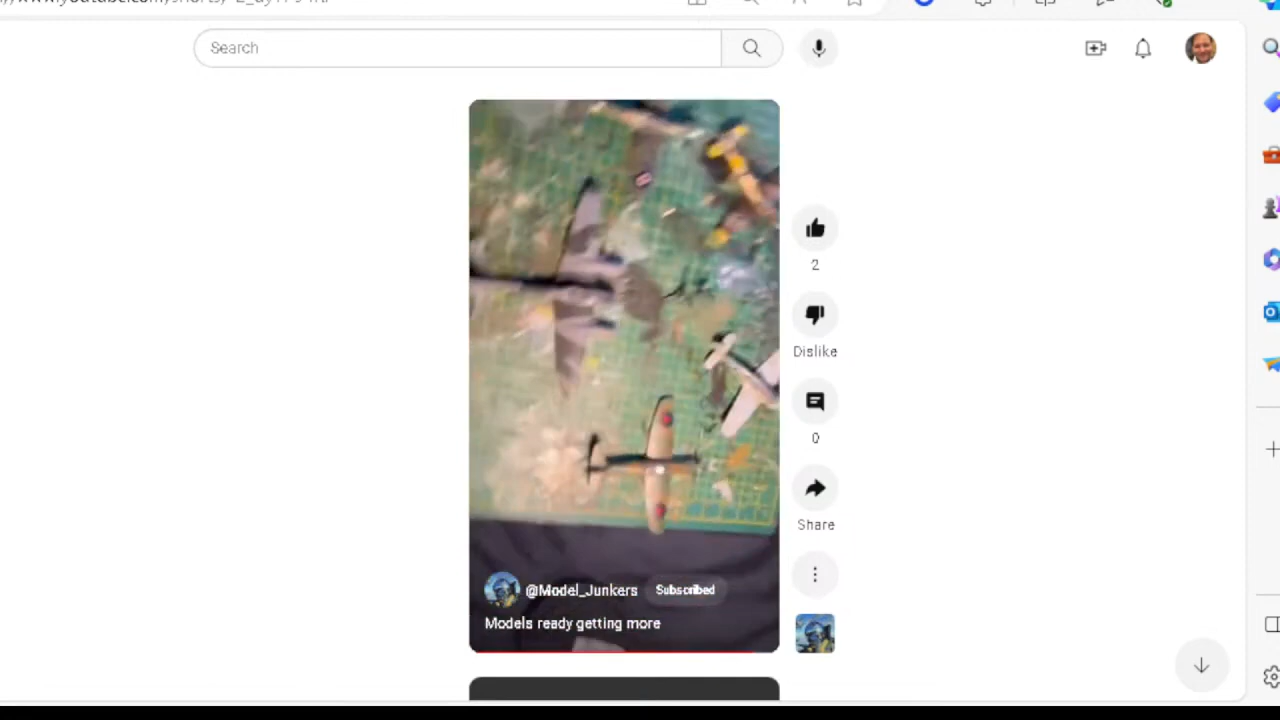 Search
2
Dislike
0
Share
@Model_Junkers Subscribed
Models ready getting more